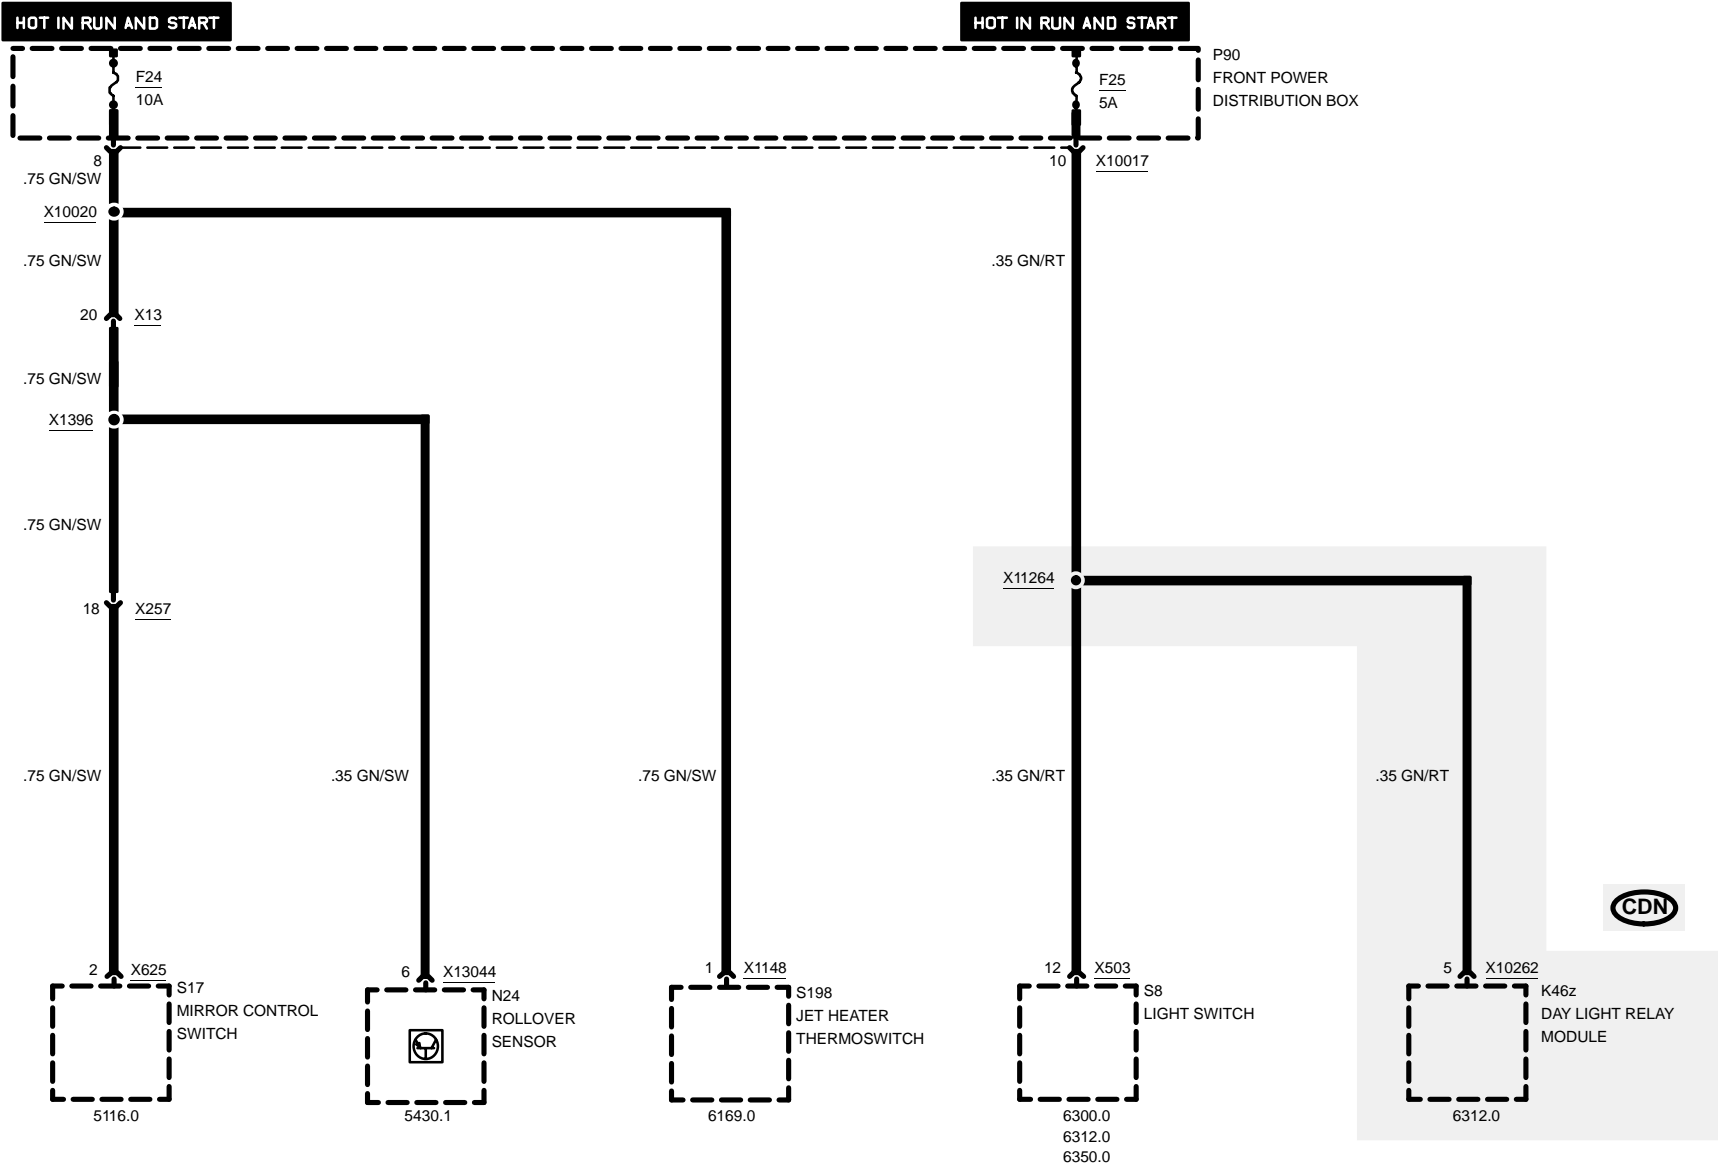 HOT IN RUN AND START
HOT IN RUN AND START
F24
10A
F25
5A
P90
FRONT POWER
DISTRIBUTION BOX
8
10
X10017
.75 GN/SW
X10020
.75 GN/SW
.35 GN/RT
20
X13
.75 GN/SW
X1396
.75 GN/SW
X11264
18
X257
.75 GN/SW
.35 GN/SW
.75 GN/SW
.35 GN/RT
.35 GN/RT
CDN
2
X625
6
X13044
1
X1148
12
X503
5
X10262
S17
MIRROR CONTROL
SWITCH
N24
ROLLOVER
SENSOR
S198
JET HEATER
THERMOSWITCH
S8
LIGHT SWITCH
K46z
DAY LIGHT RELAY
MODULE
5116.0
5430.1
6169.0
6300.0
6312.0
6350.0
6312.0